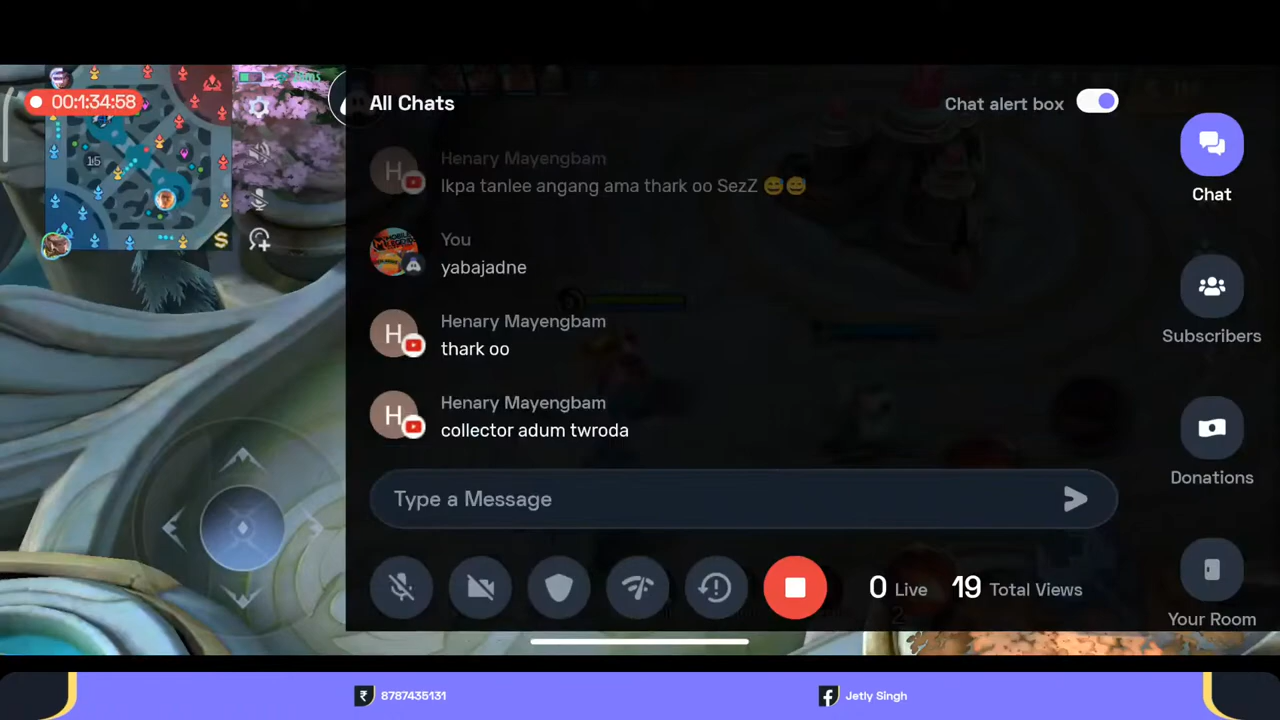 00:1:34:58
1:5
All Chats
Chat alert box
Henary Mayengbam
Ikpa tanlee angang ama thark oo SezZ 😅😅
You
yabajadne
Henary Mayengbam
thark oo
Henary Mayengbam
collector adum twroda
Type a Message
0 Live 19 Total Views
Chat
Subscribers
Donations
Your Room
₹ 8787435131
Jetly Singh